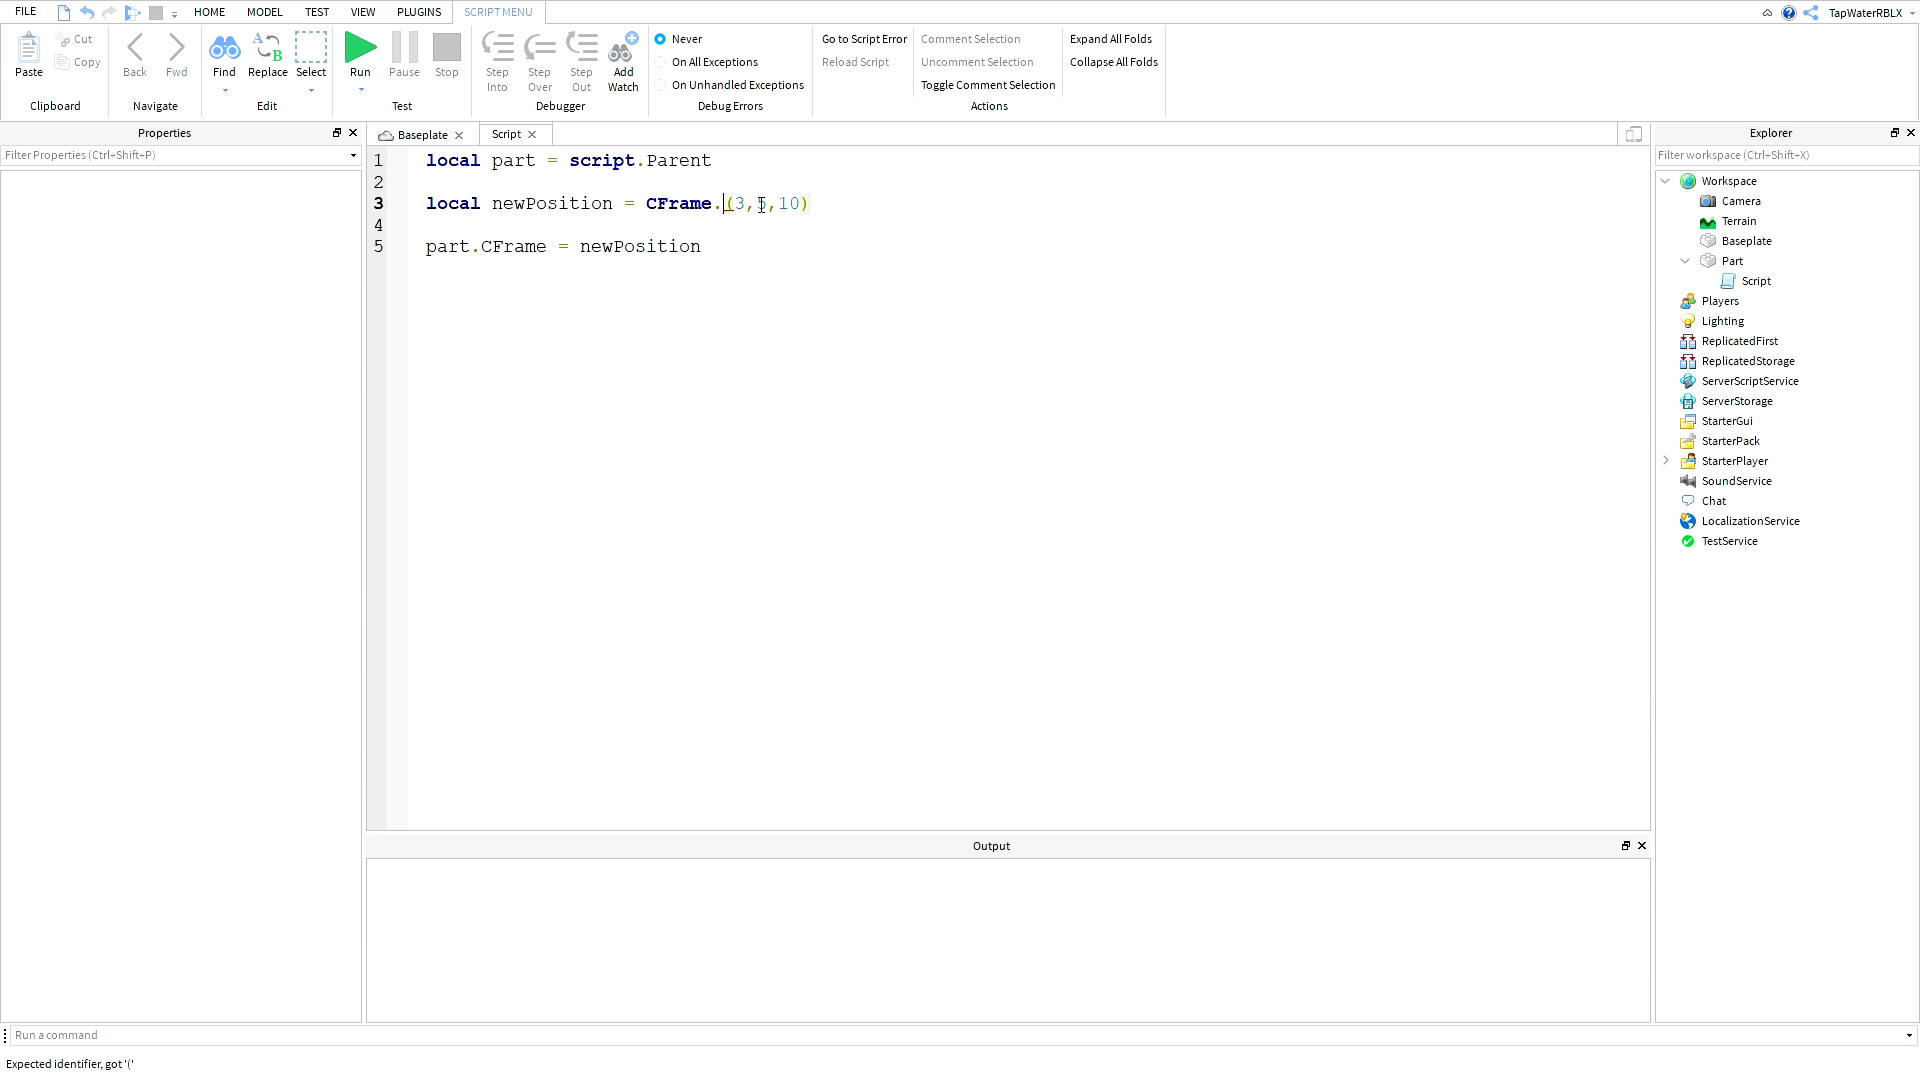 FILE HOME MODEL TEST VIEW PLUGINS SCRIPT MENU TapWaterRBLX
Paste Cut Copy
Clipboard
Back Fwd
Navigate
Find Replace Select
A B
Edit
Run Pause Stop
Test
Step Into Step Over Step Out Add Watch
Debugger
Never
On All Exceptions
On Unhandled Exceptions
Debug Errors
Go to Script Error
Reload Script
Comment Selection
Uncomment Selection
Toggle Comment Selection
Actions
Expand All Folds
Collapse All Folds
Properties
Filter Properties (Ctrl+Shift+P)
Baseplate Script
1 local part = script.Parent
2
3 local newPosition = CFrame.(3,5,10)
4
5 part.CFrame = newPosition
Output
Explorer
Filter workspace (Ctrl+Shift+X)
Workspace
Camera
Terrain
Baseplate
Part
Script
Players
Lighting
ReplicatedFirst
ReplicatedStorage
ServerScriptService
ServerStorage
StarterGui
StarterPack
StarterPlayer
SoundService
Chat
LocalizationService
TestService
Run a command
Expected identifier, got '('